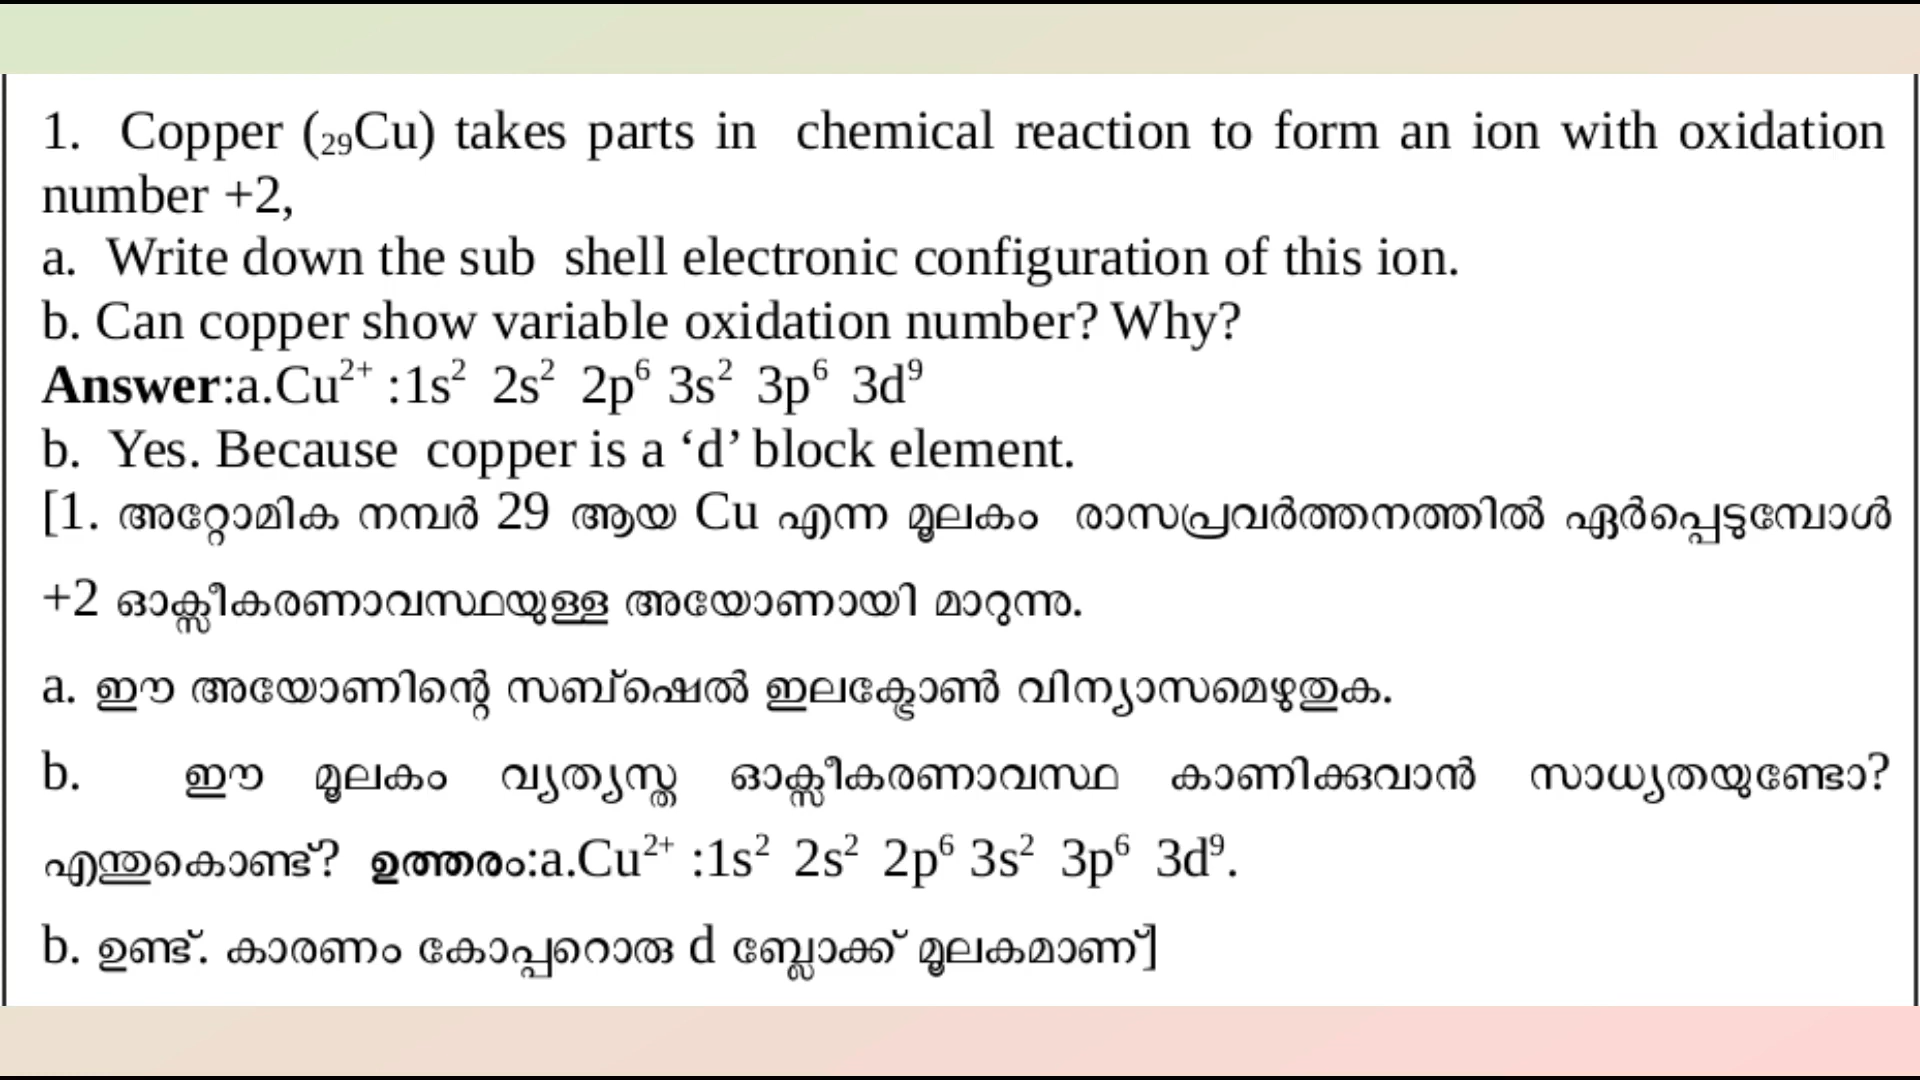 1. Copper (₂₉Cu) takes parts in chemical reaction to form an ion with oxidation
number +2,
a. Write down the sub shell electronic configuration of this ion.
b. Can copper show variable oxidation number? Why?
Answer:a.Cu²⁺ :1s² 2s² 2p⁶ 3s² 3p⁶ 3d⁹
b. Yes. Because copper is a ‘d’ block element.
[1. അറ്റോമിക നമ്പർ 29 ആയ Cu എന്ന മൂലകം രാസപ്രവർത്തനത്തിൽ ഏർപ്പെടുമ്പോൾ
+2 ഓക്സീകരണാവസ്ഥയുള്ള അയോണായി മാറുന്നു.
a. ഈ അയോണിന്റെ സബ്ഷെൽ ഇലക്ട്രോൺ വിന്യാസമെഴുതുക.
b. ഈ മൂലകം വ്യത്യസ്ത ഓക്സീകരണാവസ്ഥ കാണിക്കുവാൻ സാധ്യതയുണ്ടോ?
എന്തുകൊണ്ട്? ഉത്തരം:a.Cu²⁺ :1s² 2s² 2p⁶ 3s² 3p⁶ 3d⁹.
b. ഉണ്ട്. കാരണം കോപ്പറൊരു d ബ്ലോക്ക് മൂലകമാണ്]